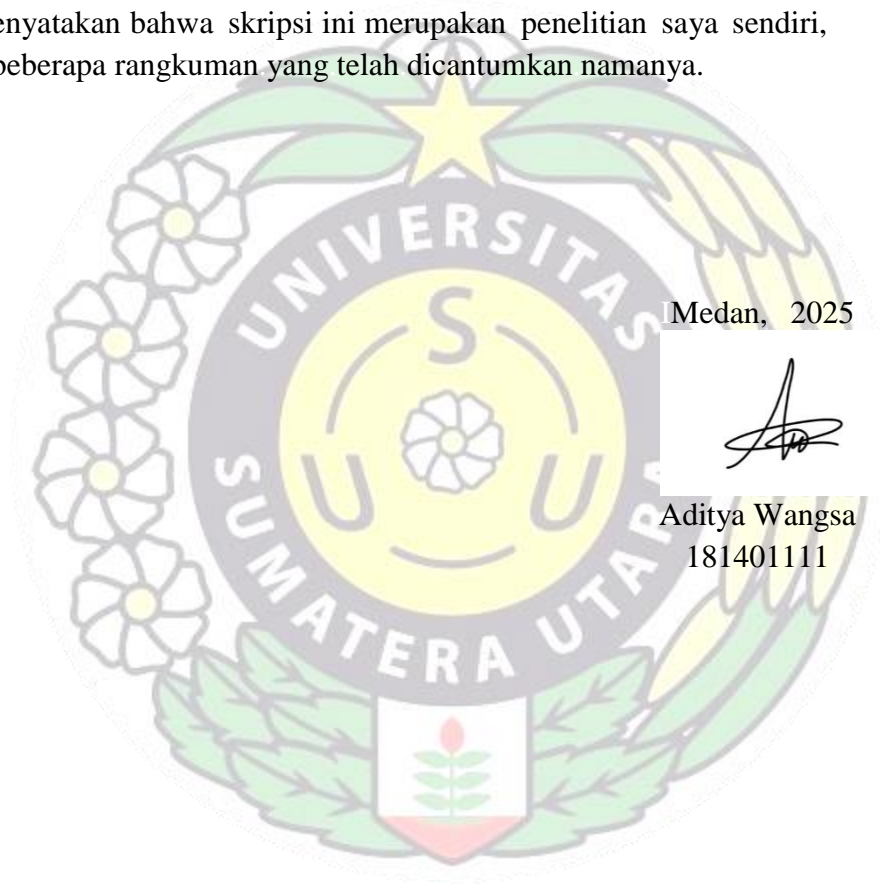 enyatakan bahwa skripsi ini merupakan penelitian saya sendiri,
beberapa rangkuman yang telah dicantumkan namanya.
UNIVERSITAS
S
U U
SUMATERA UTARA
IMedan, 2025
Aditya Wangsa
181401111